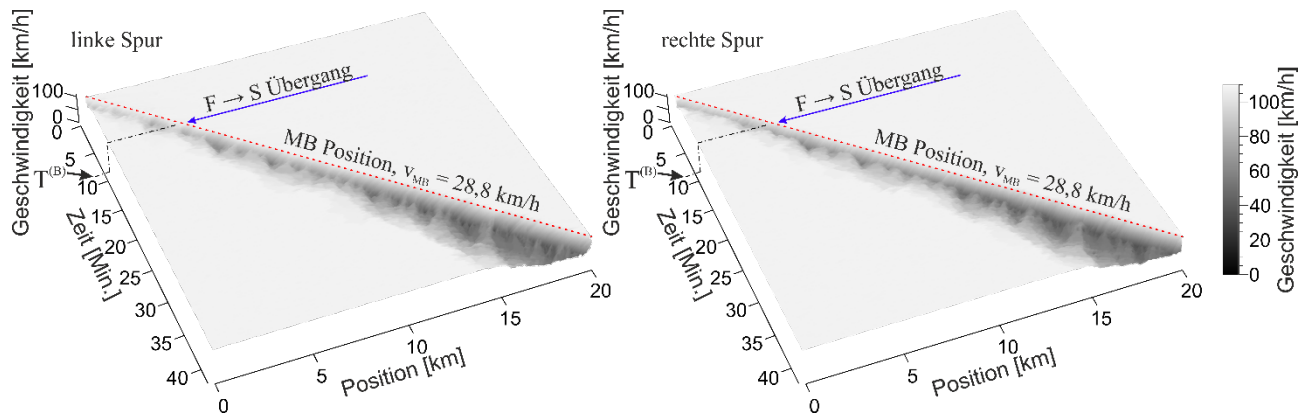 linke Spur
Geschwindigkeit [km/h]
100
0
0
5
10
15
20
25
30
35
40
T(B)
Zeit [Min.]
F → S Übergang
MB Position, vMB = 28,8 km/h
0
5
10
15
20
Position [km]
rechte Spur
Geschwindigkeit [km/h]
100
0
0
5
10
15
20
25
30
35
40
T(B)
Zeit [Min.]
F → S Übergang
MB Position, vMB = 28,8 km/h
0
5
10
15
20
Position [km]
100
80
60
40
20
0
Geschwindigkeit [km/h]